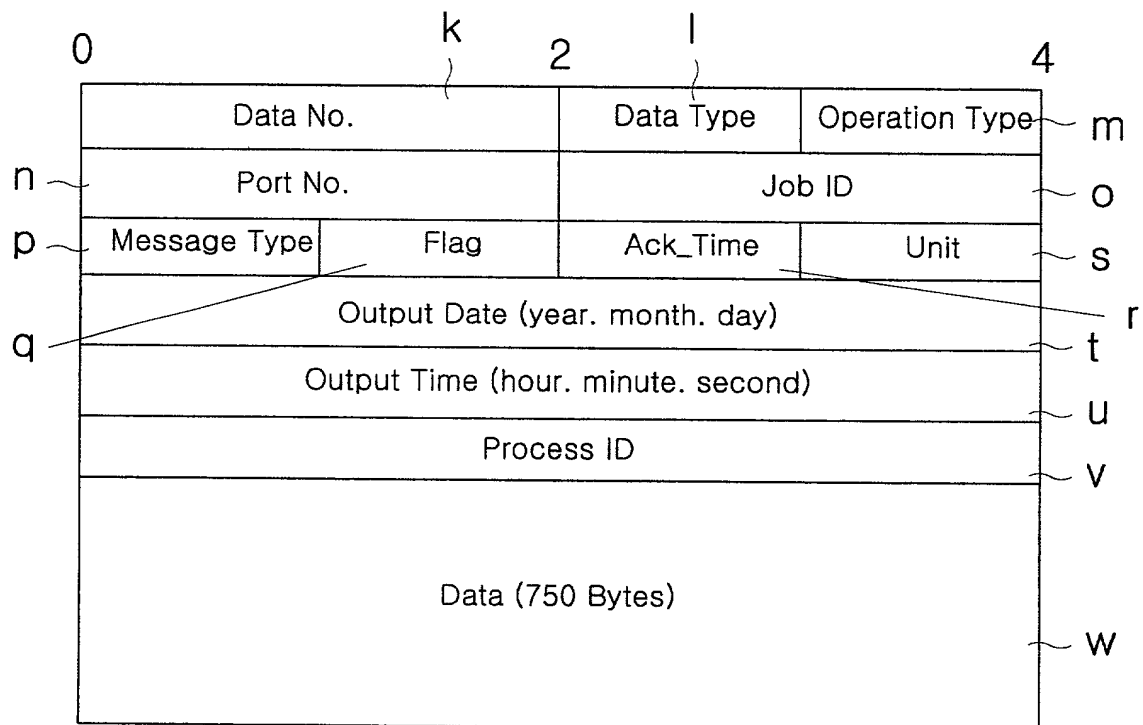 k l
0 2 4
Data No. Data Type Operation Type m
n Port No. Job ID o
p Message Type Flag Ack_Time Unit s
q Output Date (year. month. day) r
t
Output Time (hour. minute. second)
u
Process ID
v
Data (750 Bytes)
w